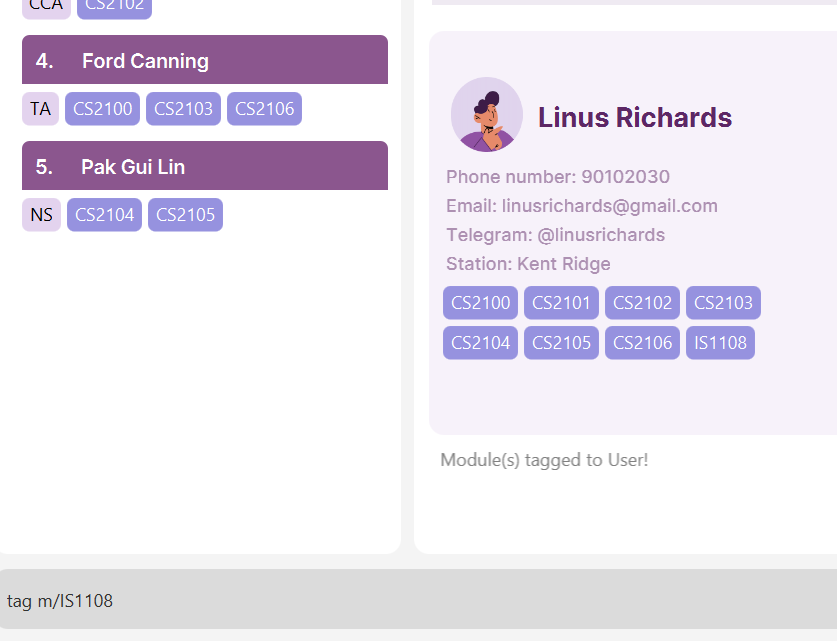 CCA CS2102
4. Ford Canning
TA CS2100 CS2103 CS2106
5. Pak Gui Lin
NS CS2104 CS2105
Linus Richards
Phone number: 90102030
Email: linusrichards@gmail.com
Telegram: @linusrichards
Station: Kent Ridge
CS2100 CS2101 CS2102 CS2103
CS2104 CS2105 CS2106 IS1108
Module(s) tagged to User!
tag m/IS1108